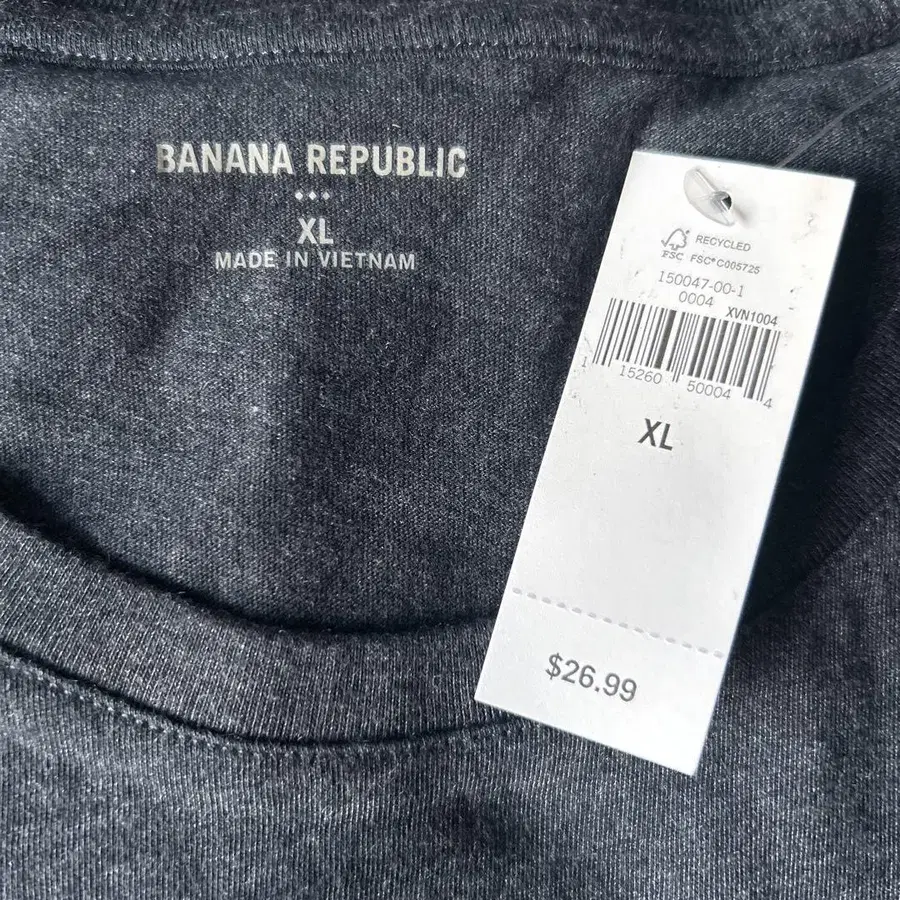 BANANA REPUBLIC
XL
MADE IN VIETNAM
FSC
RECYCLED
FSC® C005725
150047-00-1
0004 XVN1004
1 15260 50004 4
XL
$26.99